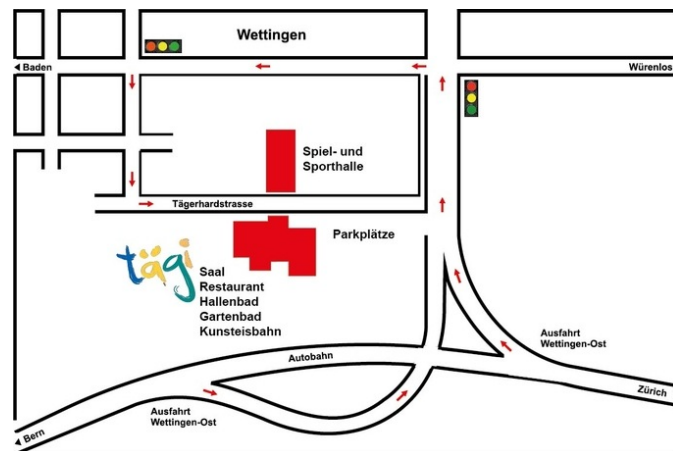 Wettingen
Baden
Würenlos
Spiel- und
Sporthalle
Tägerhardstrasse
Parkplätze
tägi
Saal
Restaurant
Hallenbad
Gartenbad
Kunsteisbahn
Autobahn
Ausfahrt
Wettingen-Ost
Zürich
Ausfahrt
Wettingen-Ost
Bern